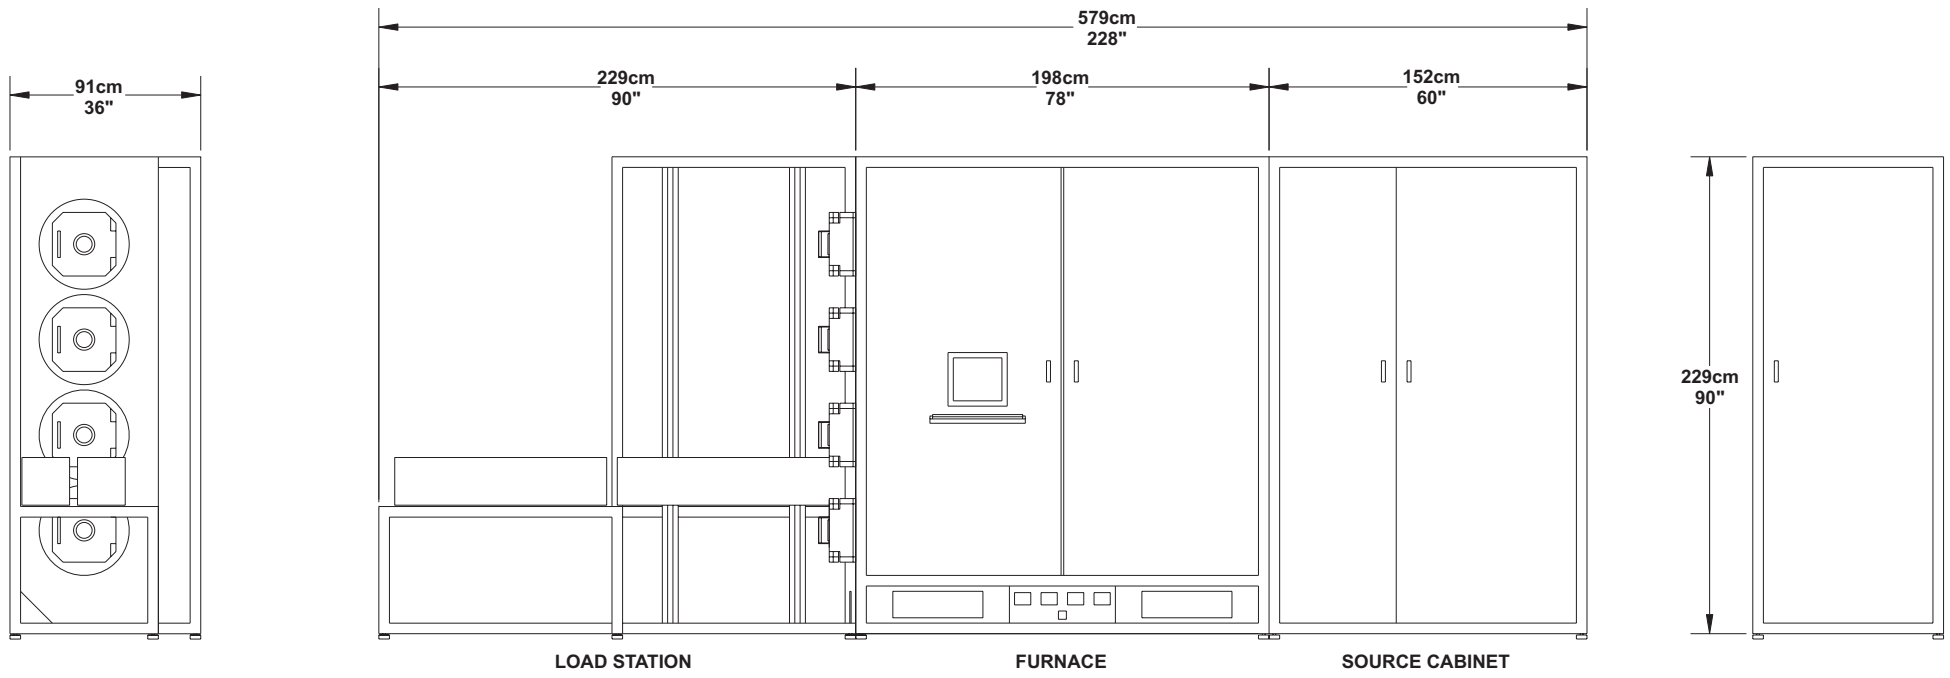 579cm
228"
91cm
36"
229cm
90"
198cm
78"
152cm
60"
229cm
90"
LOAD STATION
FURNACE
SOURCE CABINET